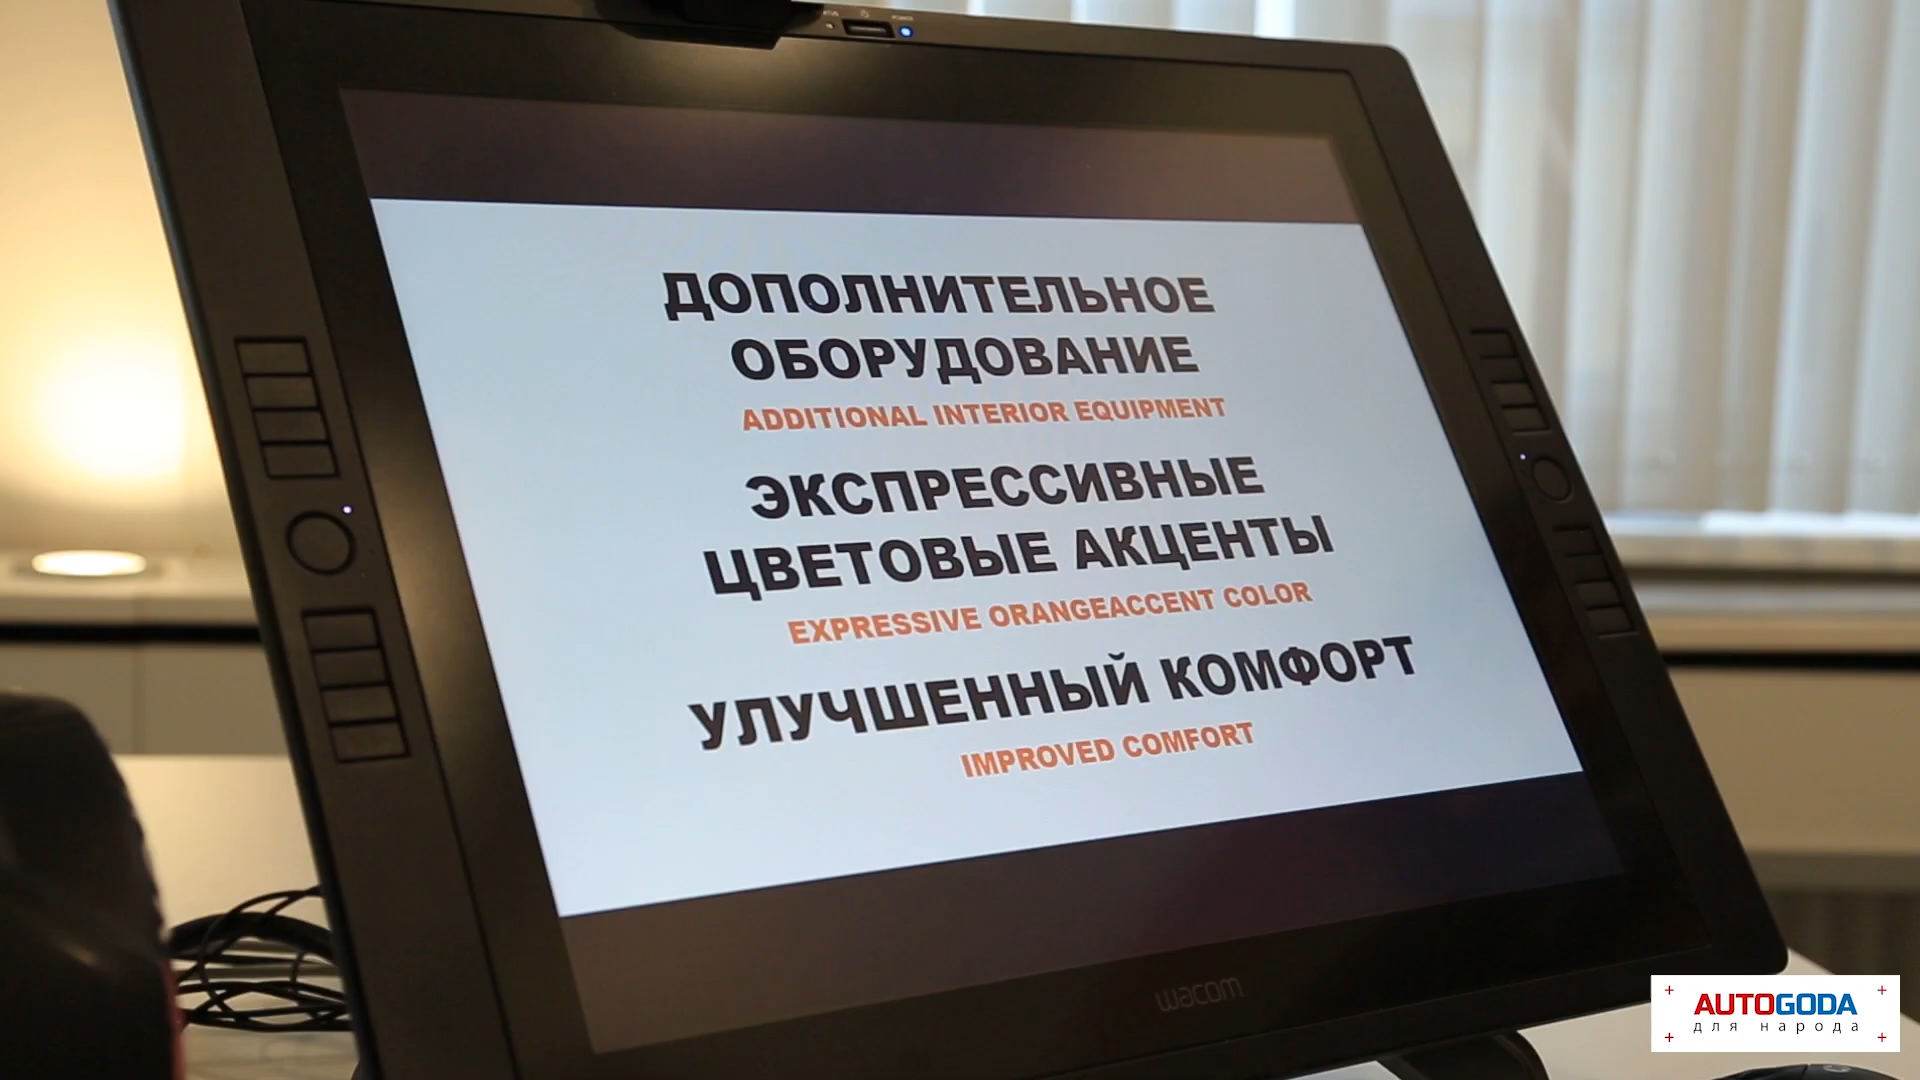 POWER
ДОПОЛНИТЕЛЬНОЕ
ОБОРУДОВАНИЕ
ADDITIONAL INTERIOR EQUIPMENT
ЭКСПРЕССИВНЫЕ
ЦВЕТОВЫЕ АКЦЕНТЫ
EXPRESSIVE ORANGEACCENT COLOR
УЛУЧШЕННЫЙ КОМФОРТ
IMPROVED COMFORT
wacom
AUTOGODA
для народа